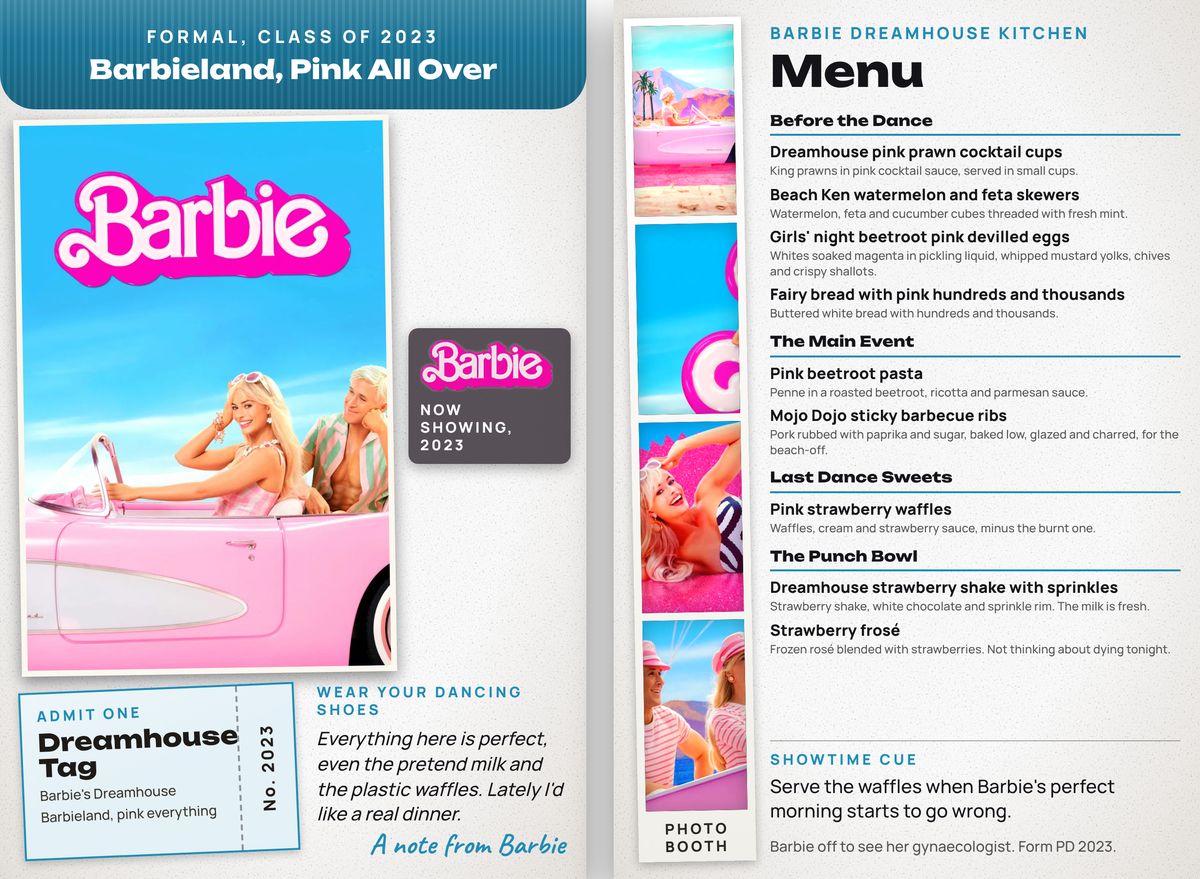 FORMAL, CLASS OF 2023
Barbieland, Pink All Over
Barbie
Barbie
NOW
SHOWING,
2023
ADMIT ONE
Dreamhouse
Tag
Barbie's Dreamhouse
Barbieland, pink everything
No. 2023
WEAR YOUR DANCING
SHOES
Everything here is perfect,
even the pretend milk and
the plastic waffles. Lately I'd
like a real dinner.
A note from Barbie
PHOTO
BOOTH
BARBIE DREAMHOUSE KITCHEN
Menu
Before the Dance
Dreamhouse pink prawn cocktail cups
King prawns in pink cocktail sauce, served in small cups.
Beach Ken watermelon and feta skewers
Watermelon, feta and cucumber cubes threaded with fresh mint.
Girls' night beetroot pink devilled eggs
Whites soaked magenta in pickling liquid, whipped mustard yolks, chives
and crispy shallots.
Fairy bread with pink hundreds and thousands
Buttered white bread with hundreds and thousands.
The Main Event
Pink beetroot pasta
Penne in a roasted beetroot, ricotta and parmesan sauce.
Mojo Dojo sticky barbecue ribs
Pork rubbed with paprika and sugar, baked low, glazed and charred, for the
beach-off.
Last Dance Sweets
Pink strawberry waffles
Waffles, cream and strawberry sauce, minus the burnt one.
The Punch Bowl
Dreamhouse strawberry shake with sprinkles
Strawberry shake, white chocolate and sprinkle rim. The milk is fresh.
Strawberry frosé
Frozen rosé blended with strawberries. Not thinking about dying tonight.
SHOWTIME CUE
Serve the waffles when Barbie's perfect
morning starts to go wrong.
Barbie off to see her gynaecologist. Form PD 2023.